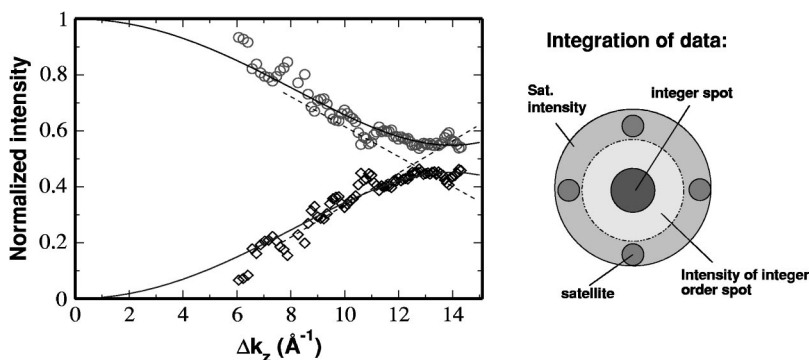 Normalized intensity
1
0.8
0.6
0.4
0.2
0
0 2 4 6 8 10 12 14
Δk_z (Å⁻¹)
Integration of data:
Sat.
intensity
integer spot
satellite
Intensity of integer
order spot